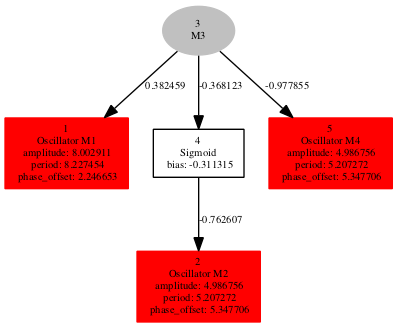 3
M3
0.382459
-0.368123
-0.977855
1
Oscillator M1
amplitude: 8.002911
period: 8.227454
phase_offset: 2.246653
4
Sigmoid
bias: -0.311315
5
Oscillator M4
amplitude: 4.986756
period: 5.207272
phase_offset: 5.347706
-0.762607
2
Oscillator M2
amplitude: 4.986756
period: 5.207272
phase_offset: 5.347706